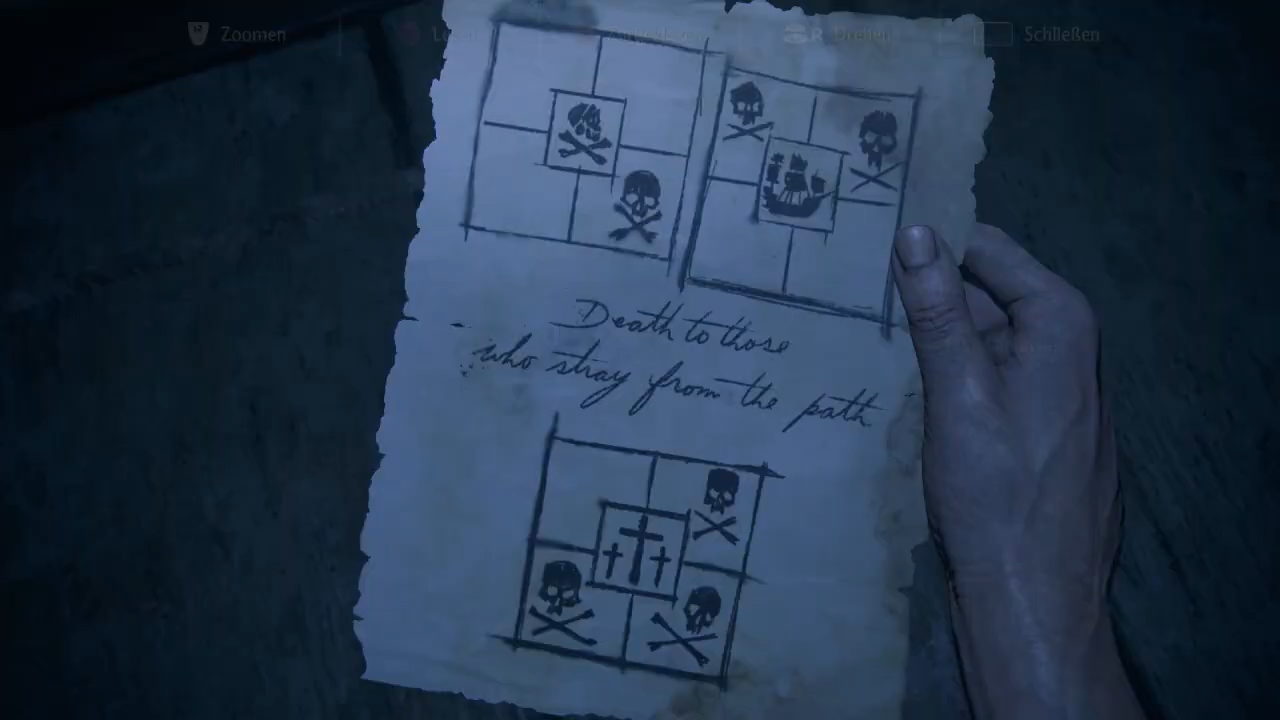 Zoomen
Drehen
Schließen
Death to those
who stray from the path